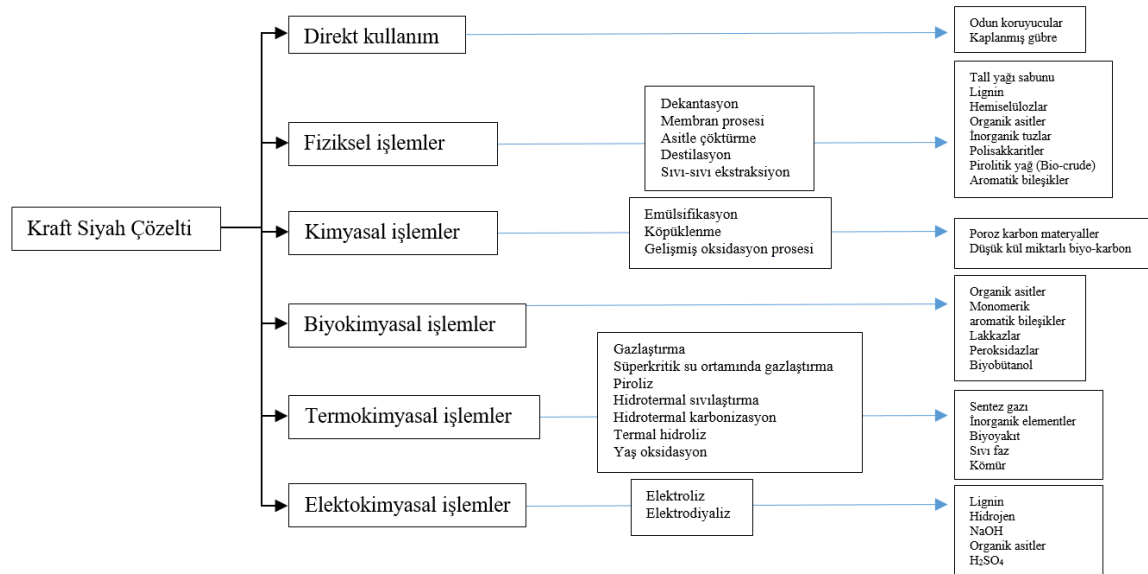 Kraft Siyah Çözelti
Direkt kullanım
Odun koruyucular
Kaplanmış gübre
Fiziksel işlemler
Dekantasyon
Membran prosesi
Asitle çöktürme
Destilasyon
Sıvı-sıvı ekstraksiyon
Tall yağı sabunu
Lignin
Hemiselülozlar
Organik asitler
İnorganik tuzlar
Polisakkaritler
Pirolitik yağ (Bio-crude)
Aromatik bileşikler
Kimyasal işlemler
Emülsifikasyon
Köpüklenme
Gelişmiş oksidasyon prosesi
Poroz karbon materyaller
Düşük kül miktarlı biyo-karbon
Biyokimyasal işlemler
Organik asitler
Monomerik
aromatik bileşikler
Lakkazlar
Peroksidazlar
Biyobütanol
Termokimyasal işlemler
Gazlaştırma
Süperkritik su ortamında gazlaştırma
Piroliz
Hidrotermal sıvılaştırma
Hidrotermal karbonizasyon
Termal hidroliz
Yaş oksidasyon
Sentez gazı
İnorganik elementler
Biyoyakıt
Sıvı faz
Kömür
Elektokimyasal işlemler
Elektroliz
Elektrodiyaliz
Lignin
Hidrojen
NaOH
Organik asitler
H₂SO₄